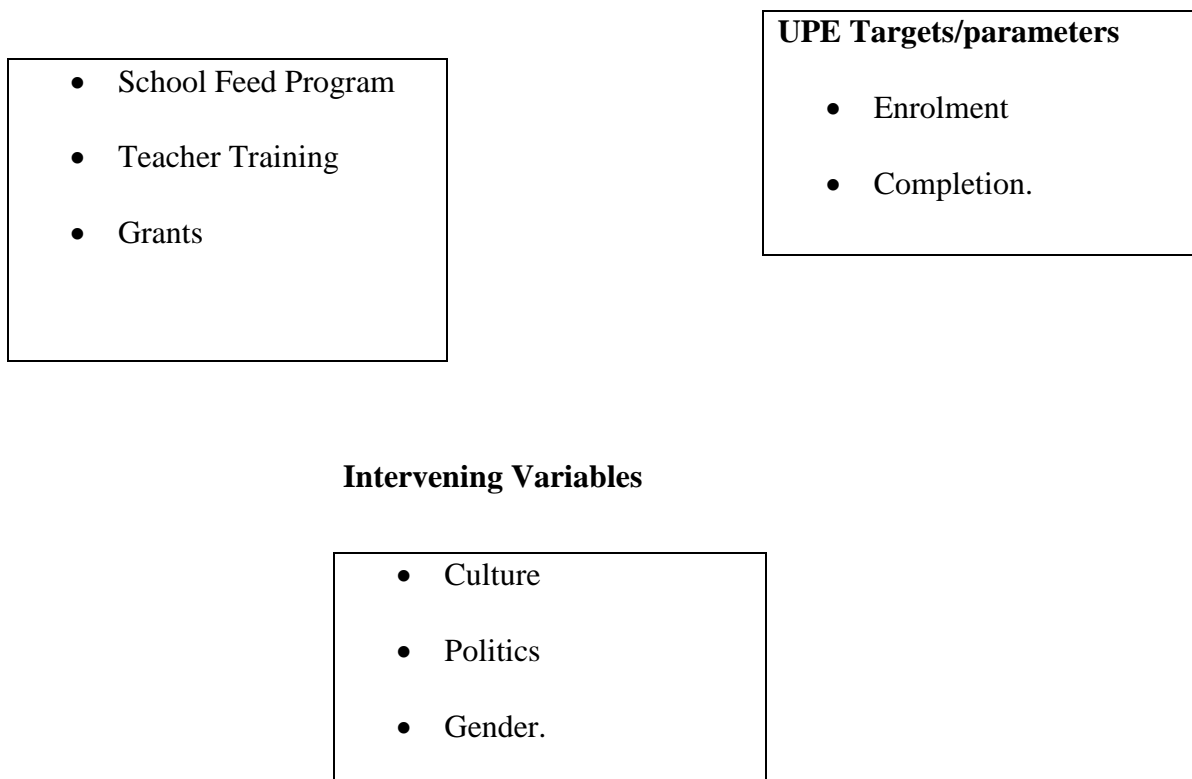 • School Feed Program
• Teacher Training
• Grants
UPE Targets/parameters
• Enrolment
• Completion.
Intervening Variables
• Culture
• Politics
• Gender.